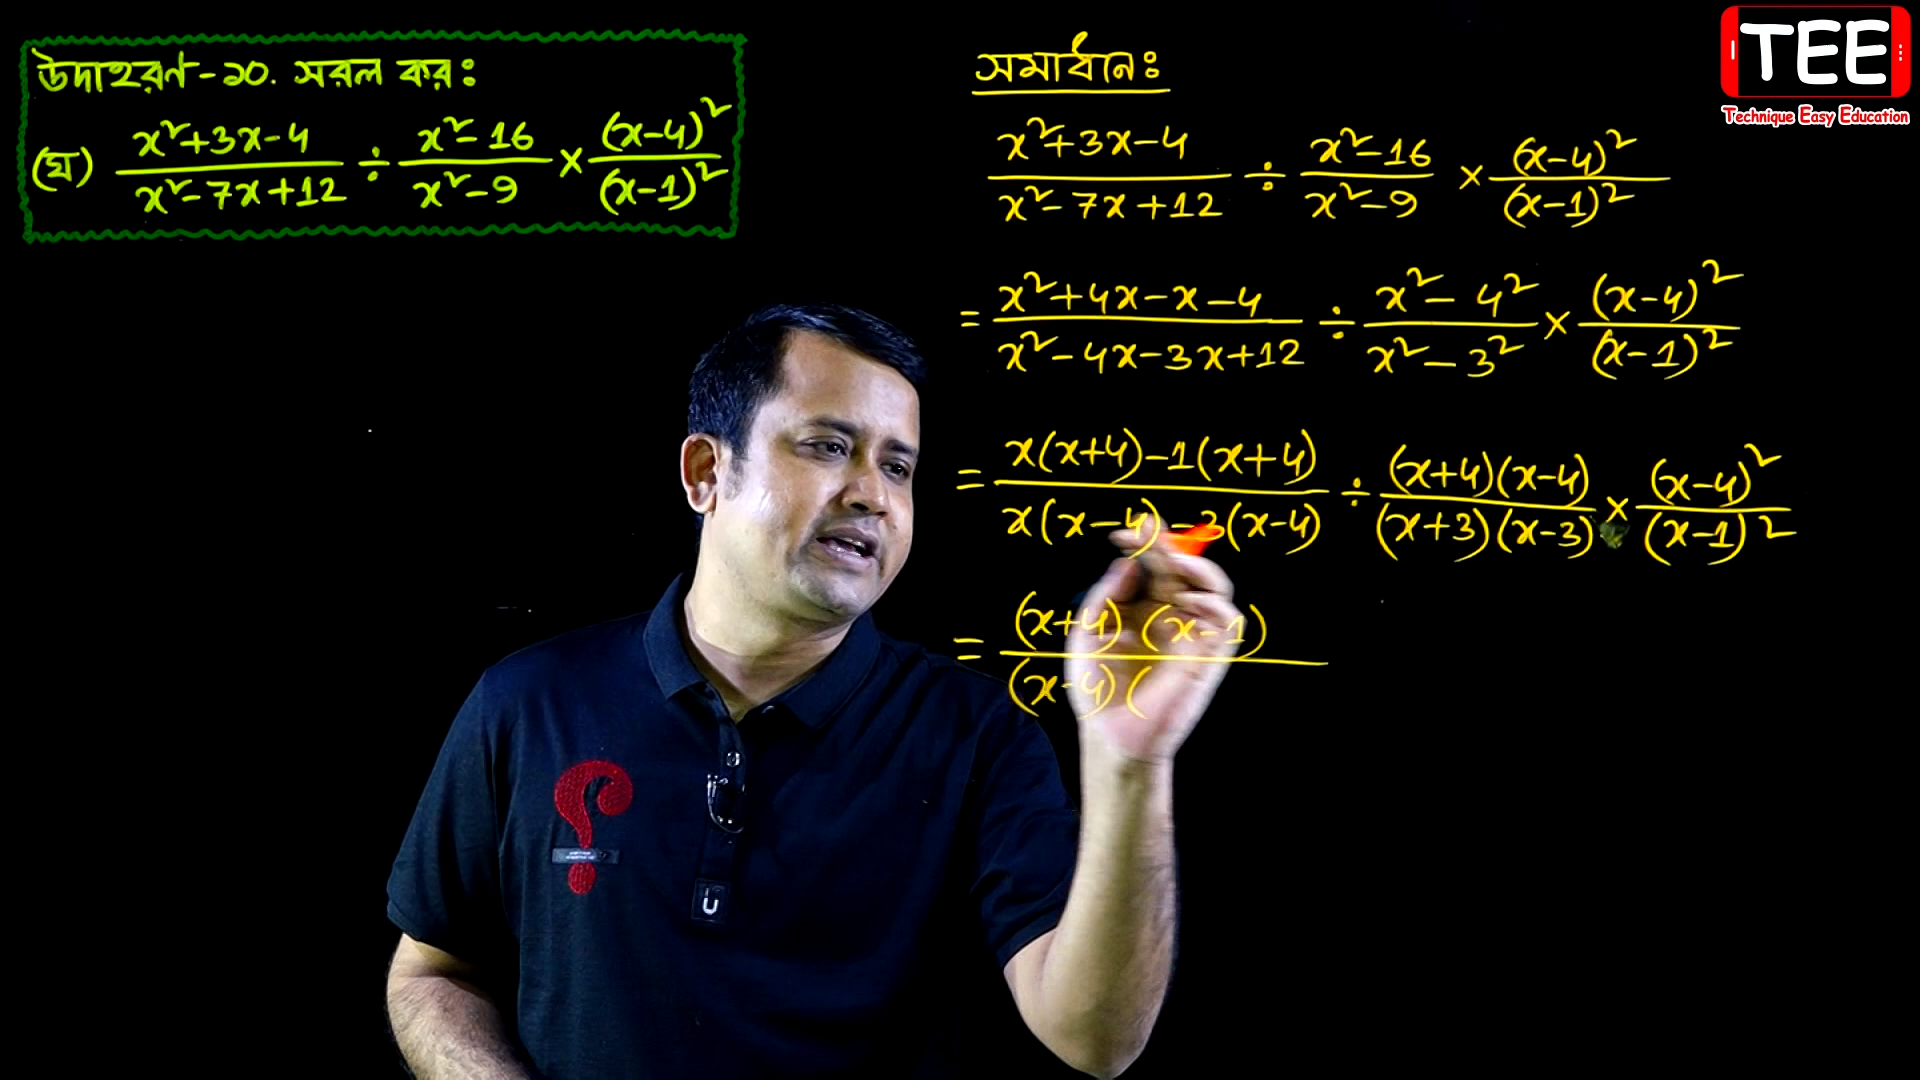 উদাহরণ-১০. সরল কর:
(ঘ) (x²+3x-4)/(x²-7x+12) ÷ (x²-16)/(x²-9) × (x-4)²/(x-1)²
সমাধান:
(x²+3x-4)/(x²-7x+12) ÷ (x²-16)/(x²-9) × (x-4)²/(x-1)²
= (x²+4x-x-4)/(x²-4x-3x+12) ÷ (x²-4²)/(x²-3²) × (x-4)²/(x-1)²
= (x(x+4)-1(x+4))/(x(x-4)-3(x-4)) ÷ ((x+4)(x-4))/((x+3)(x-3)) × (x-4)²/(x-1)²
= ((x+4)(x-1))/((x-4)(
TEE
Technique Easy Education
U